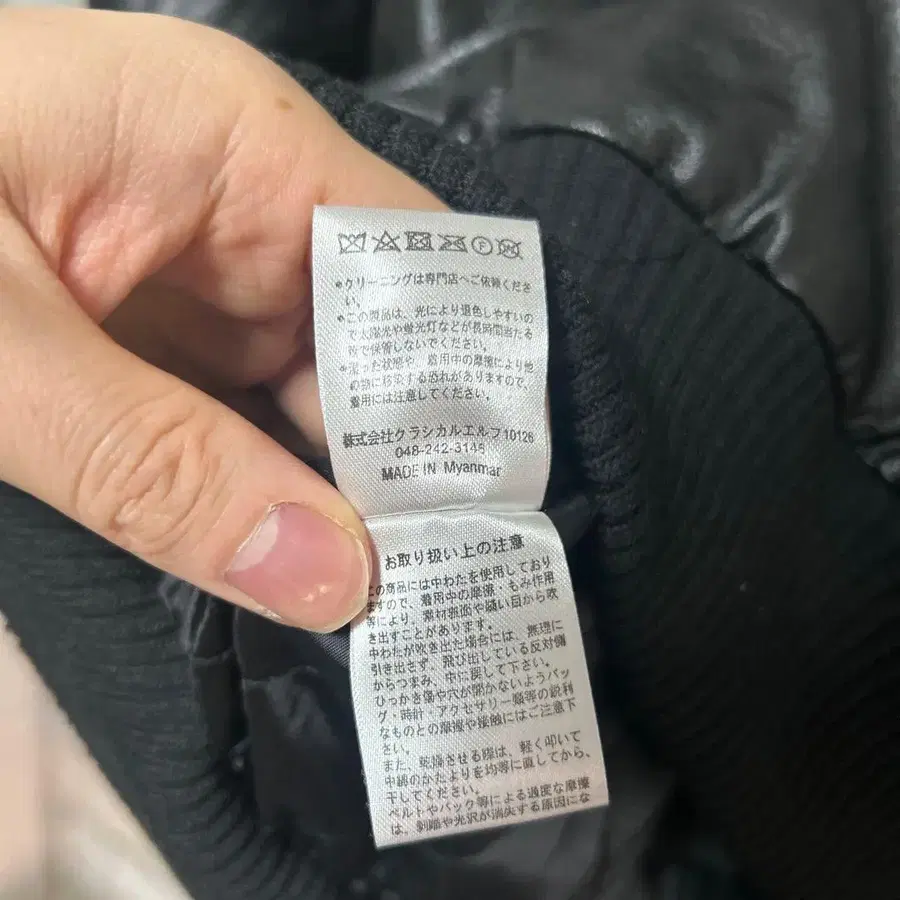 F W
●クリーニングは専門店へご依頼くださ
い。
●この製品は、光により退色しやすいの
で太陽光や蛍光灯などが長時間当たる
所で保管しないでください。
●湿った状態や、着用中の摩擦により他
の物に移染する恐れがありますので、
着用には注意してください。
株式会社クラシカルエルフ10126
048-242-3146
MADE IN Myanmar
お取り扱い上の注意
この商品には中わたを使用しており
ますので、着用中の摩擦・もみ作用
等により、素材表面や縫い目から吹
き出すことがあります。
中わたが吹き出た場合には、無理に
引き出さず、飛び出している反対側
からつまみ、中に戻して下さい。
ひっかき傷や穴が開かないようバッ
グ・時計・アクセサリー類等の鋭利
なものとの摩擦や接触にはご注意下
さい。
また、乾燥させる際は、軽く叩いて
中綿のかたよりを均等に直してから、
干してください。
ベルトやバック等による過度な摩擦
は、剥離や光沢が消失する原因にな